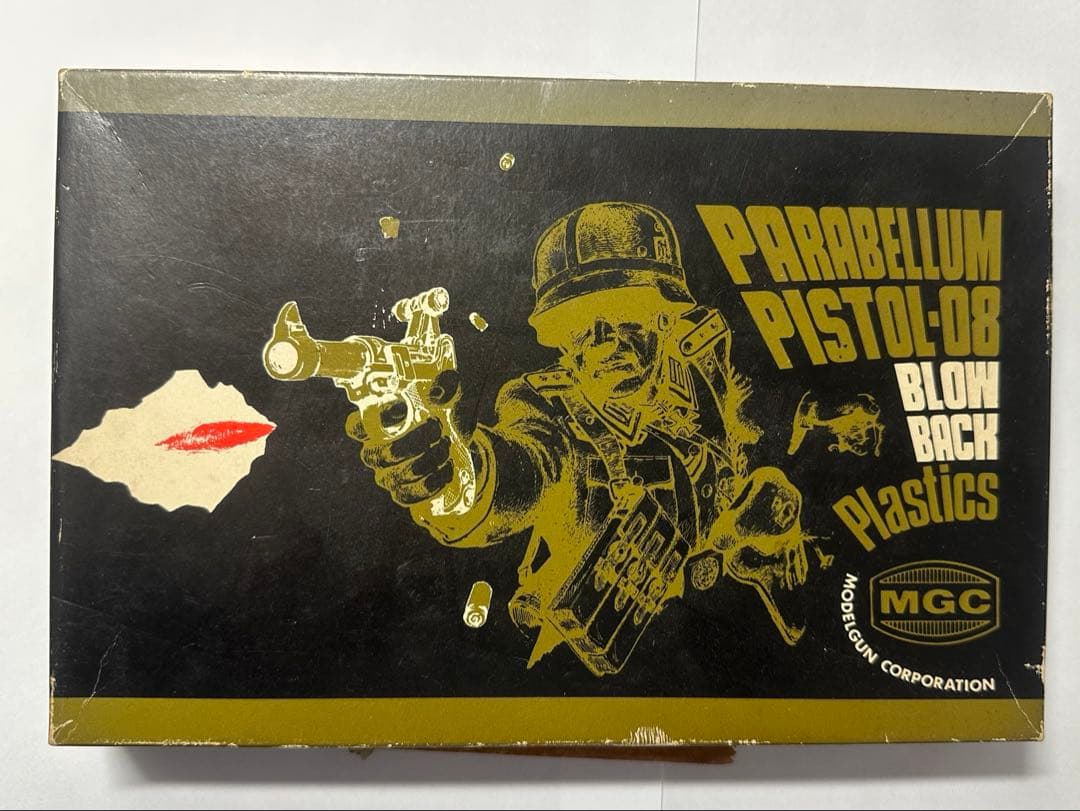 PARABELLUM
PISTOL-08
BLOW
BACK
Plastics
MGC
MODELGUN CORPORATION